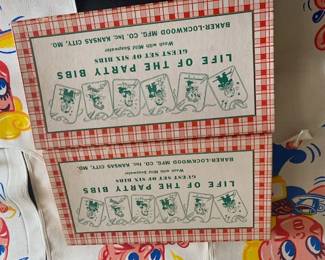 LIFE OF THE PARTY BIBS
GUEST SET OF SIX BIBS
Wash with Mild Soapwater
BAKER-LOCKWOOD MFG. CO. Inc. KANSAS CITY, MO.
LIFE OF THE PARTY BIBS
GUEST SET OF SIX BIBS
Wash with Mild Soapwater
BAKER-LOCKWOOD MFG. CO. Inc. KANSAS CITY, MO.